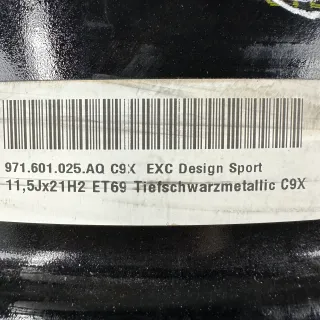 971.601.025.AQ C9X EXC Design Sport
11,5Jx21H2 ET69 Tiefschwarzmetallic C9X